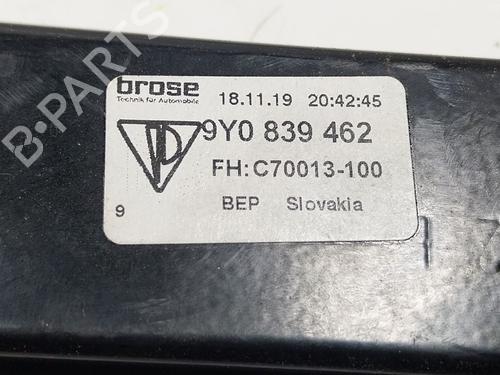 brose
Technik für Automobile
18.11.19 20:42:45
9Y0 839 462
FH:C70013-100
9
BEP Slovakia
B·PARTS